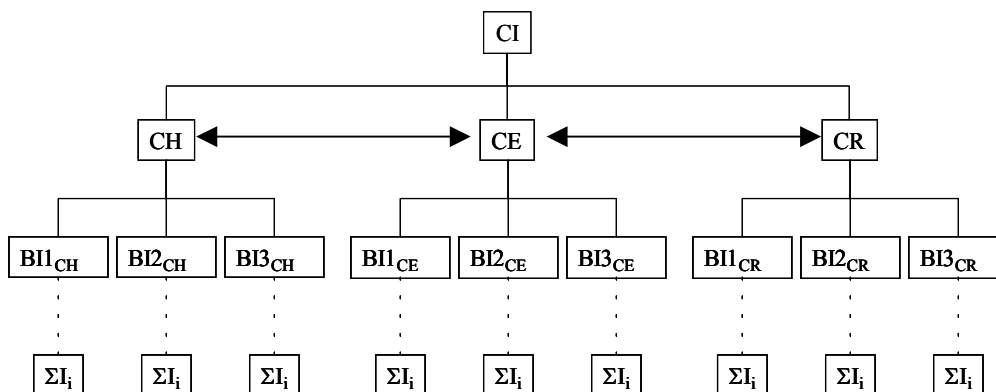 CI
CH CE CR
BI1CH BI2CH BI3CH BI1CE BI2CE BI3CE BI1CR BI2CR BI3CR
ΣIi ΣIi ΣIi ΣIi ΣIi ΣIi ΣIi ΣIi ΣIi